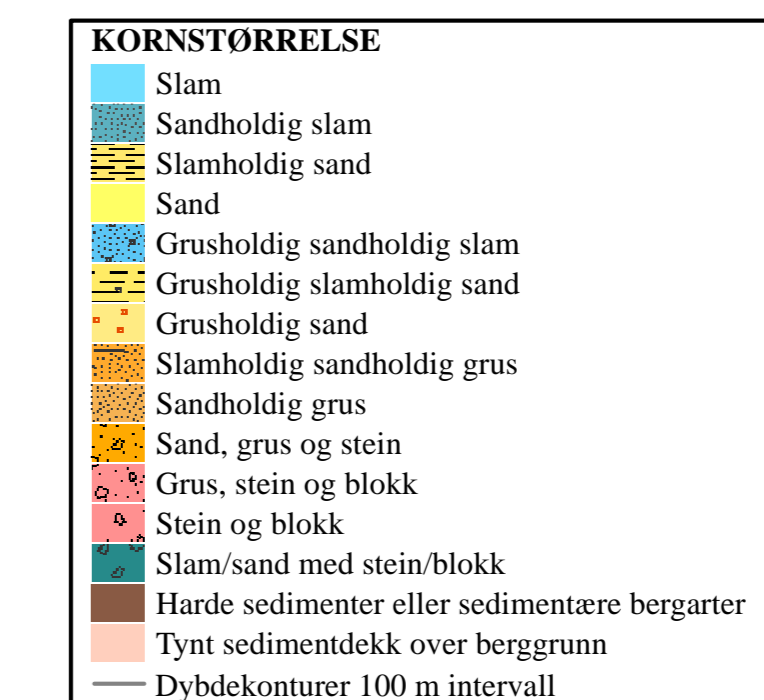 KORNSTØRRELSE
Slam
Sandholdig slam
Slamholdig sand
Sand
Grusholdig sandholdig slam
Grusholdig slamholdig sand
Grusholdig sand
Slamholdig sandholdig grus
Sandholdig grus
Sand, grus og stein
Grus, stein og blokk
Stein og blokk
Slam/sand med stein/blokk
Harde sedimenter eller sedimentære bergarter
Tynt sedimentdekk over berggrunn
Dybdekonturer 100 m intervall